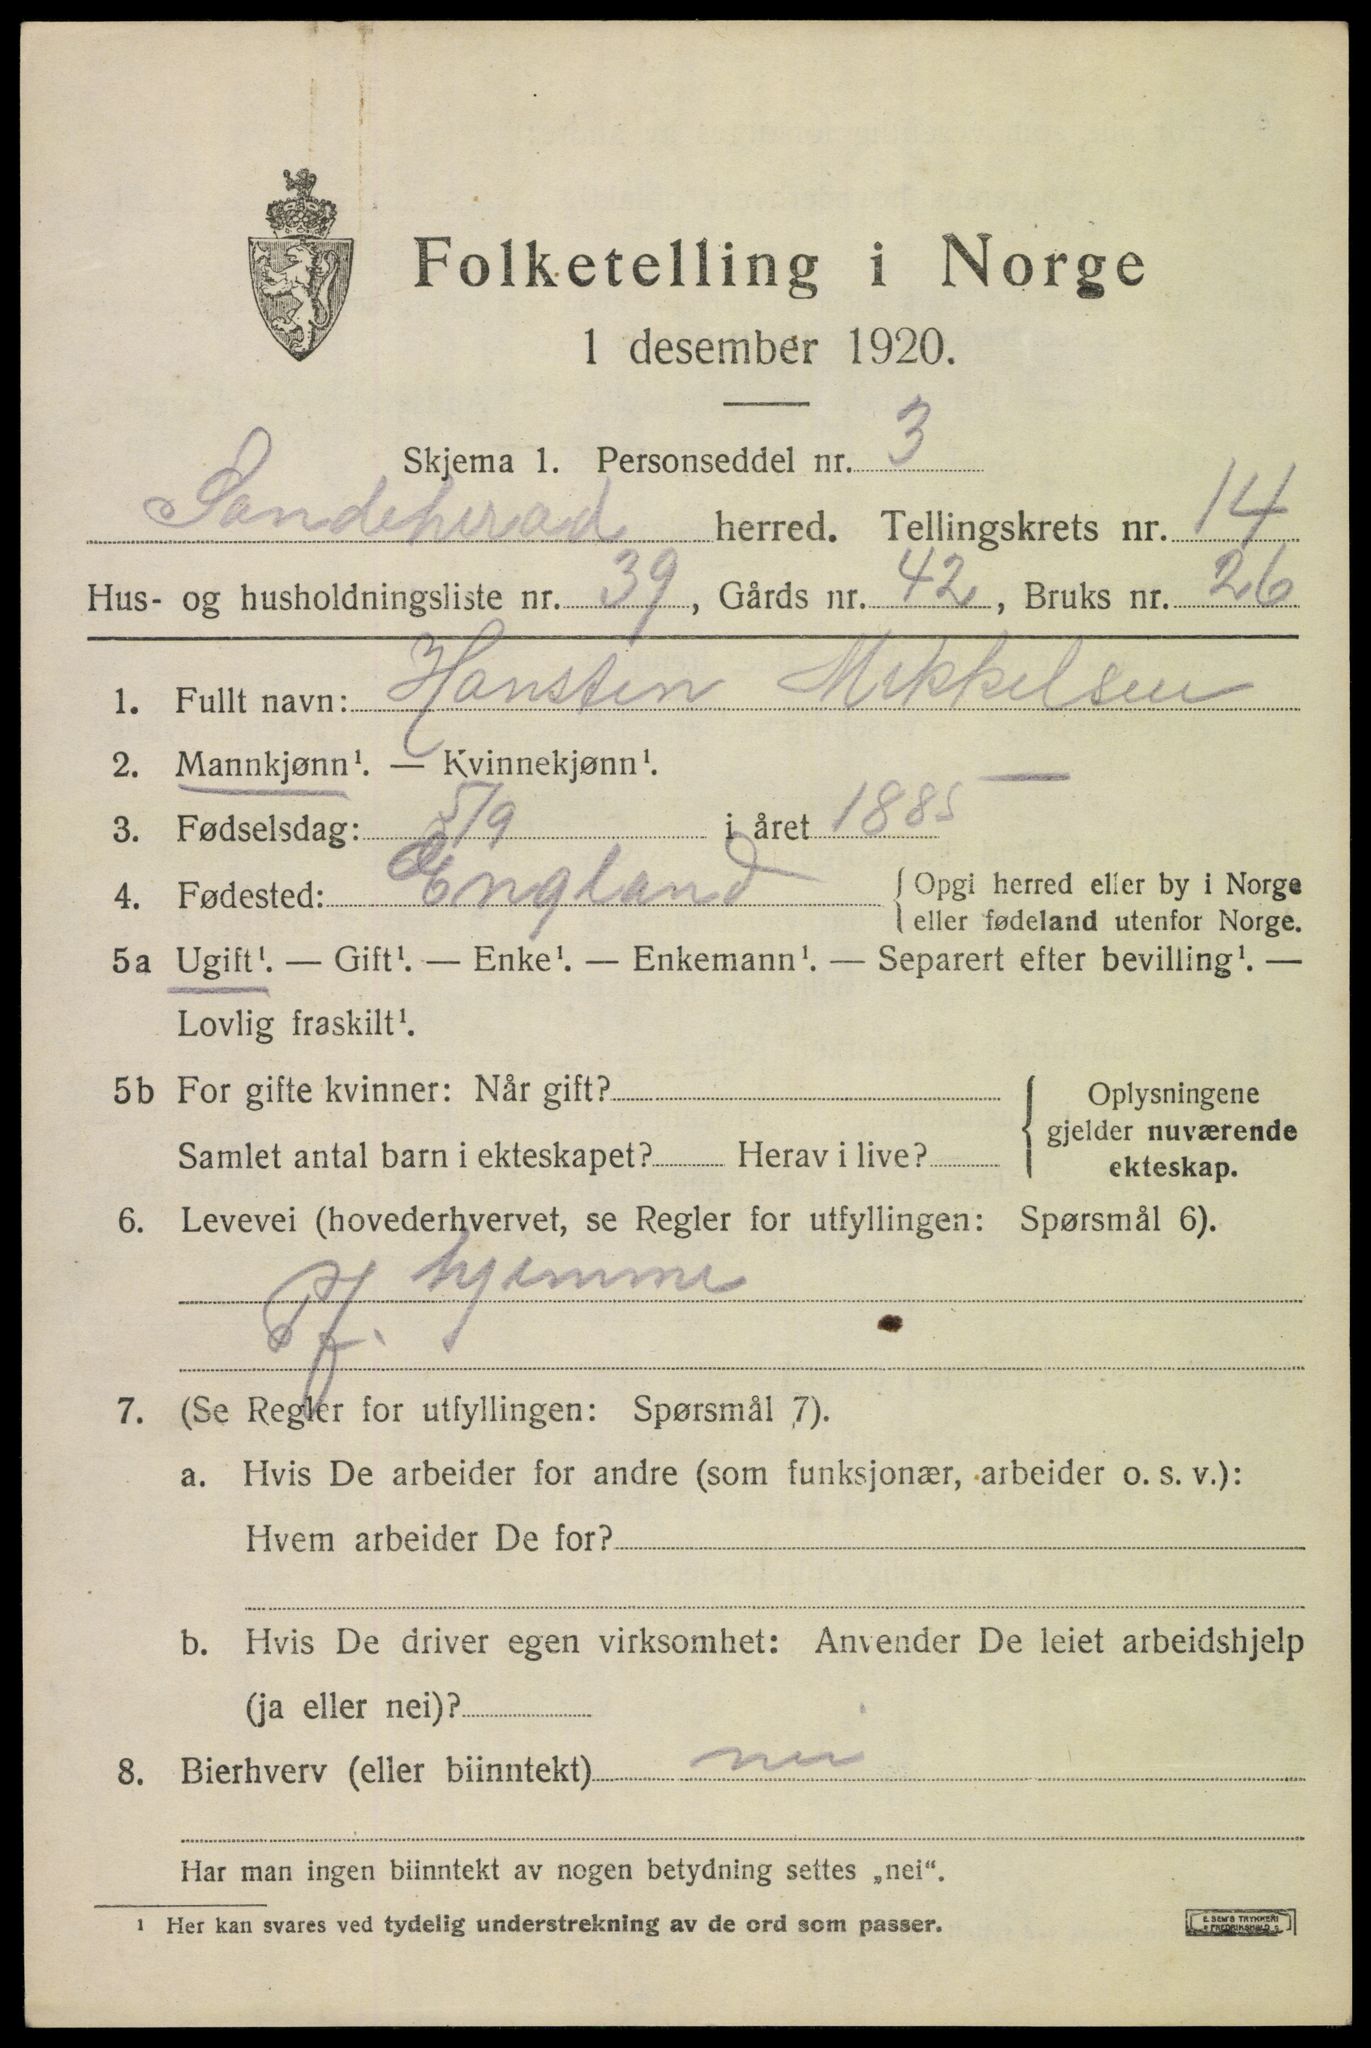 Folketelling i Norge
1 desember 1920.
Skjema 1. Personseddel nr. 3
Sandeherad herred. Tellingskrets nr. 14
Hus- og husholdningsliste nr. 39, Gårds nr. 42, Bruks nr. 26
1. Fullt navn: Hansten Mikkelsen
2. Mannkjønn¹. — Kvinnekjønn¹.
3. Fødselsdag: 5/9 i året 1885
4. Fødested: England { Opgi herred eller by i Norge
eller fødeland utenfor Norge.
5a Ugift¹. — Gift¹. — Enke¹. — Enkemann¹. — Separert efter bevilling¹. —
Lovlig fraskilt¹.
5b For gifte kvinner: Når gift? Oplysningene
gjelder nuværende
Samlet antal barn i ekteskapet? Herav i live? ekteskap.
6. Levevei (hovederhvervet, se Regler for utfyllingen: Spørsmål 6).
hjemme
7. (Se Regler for utfyllingen: Spørsmål 7).
a. Hvis De arbeider for andre (som funksjonær, arbeider o. s. v.):
Hvem arbeider De for?
b. Hvis De driver egen virksomhet: Anvender De leiet arbeidshjelp
(ja eller nei)?
8. Bierhverv (eller biinntekt) nei
Har man ingen biinntekt av nogen betydning settes „nei“.
¹ Her kan svares ved tydelig understrekning av de ord som passer.
E. SEM'S TRYKKERI
FREDRIKSHALD